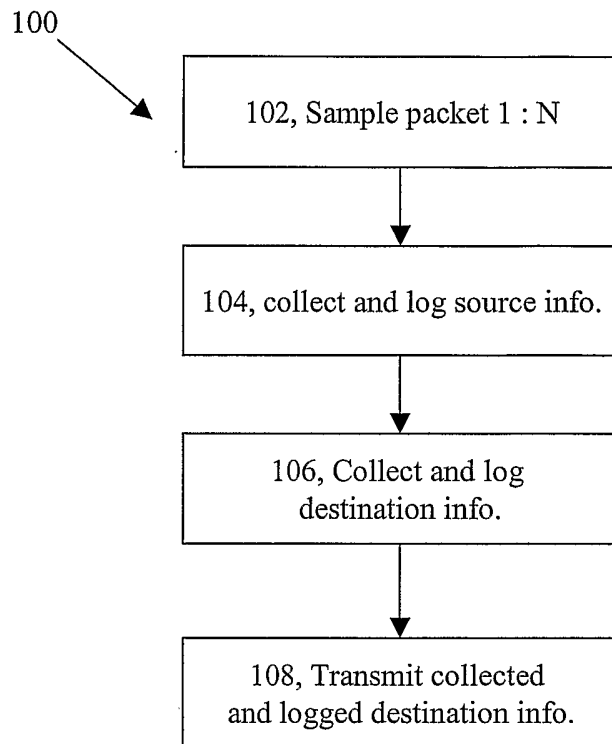 100
102, Sample packet 1 : N
104, collect and log source info.
106, Collect and log
destination info.
108, Transmit collected
and logged destination info.